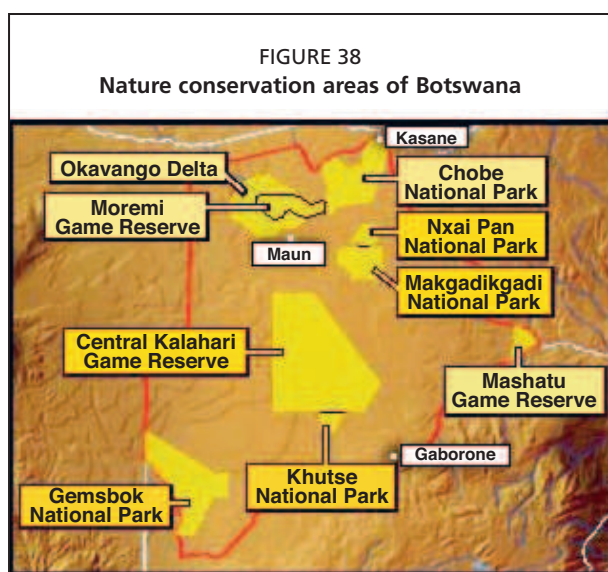 FIGURE 38
Nature conservation areas of Botswana
Kasane
Okavango Delta
Chobe
National Park
Moremi
Game Reserve
Nxai Pan
National Park
Maun
Makgadikgadi
National Park
Central Kalahari
Game Reserve
Mashatu
Game Reserve
Gaborone
Khutse
National Park
Gemsbok
National Park